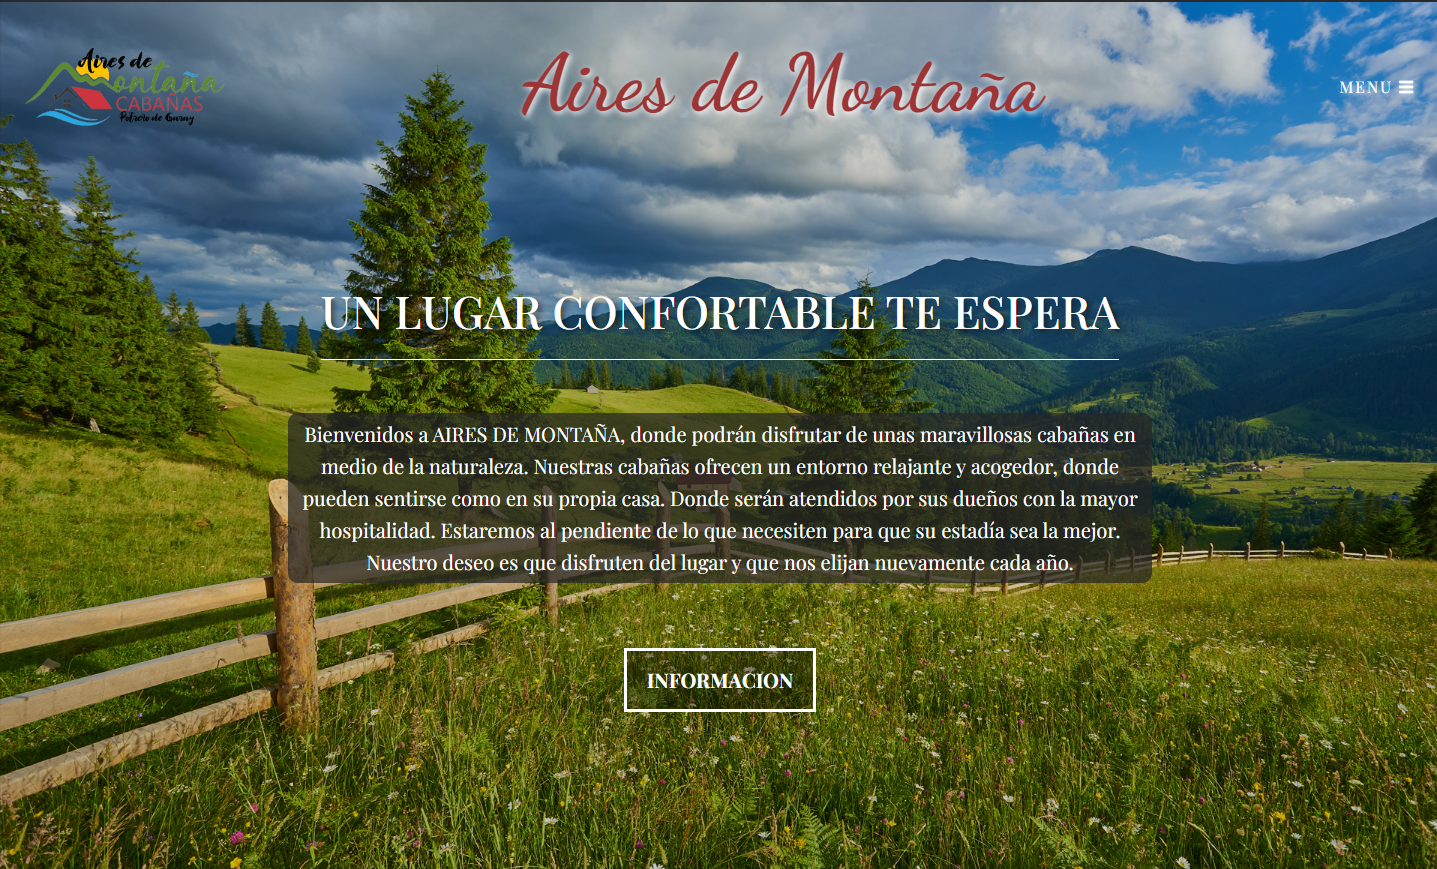 Aires de
Montaña
CABAÑAS
Potrero de Garay
Aires de Montaña
MENU
UN LUGAR CONFORTABLE TE ESPERA
Bienvenidos a AIRES DE MONTAÑA, donde podrán disfrutar de unas maravillosas cabañas en
medio de la naturaleza. Nuestras cabañas ofrecen un entorno relajante y acogedor, donde
pueden sentirse como en su propia casa. Donde serán atendidos por sus dueños con la mayor
hospitalidad. Estaremos al pendiente de lo que necesiten para que su estadía sea la mejor.
Nuestro deseo es que disfruten del lugar y que nos elijan nuevamente cada año.
INFORMACION